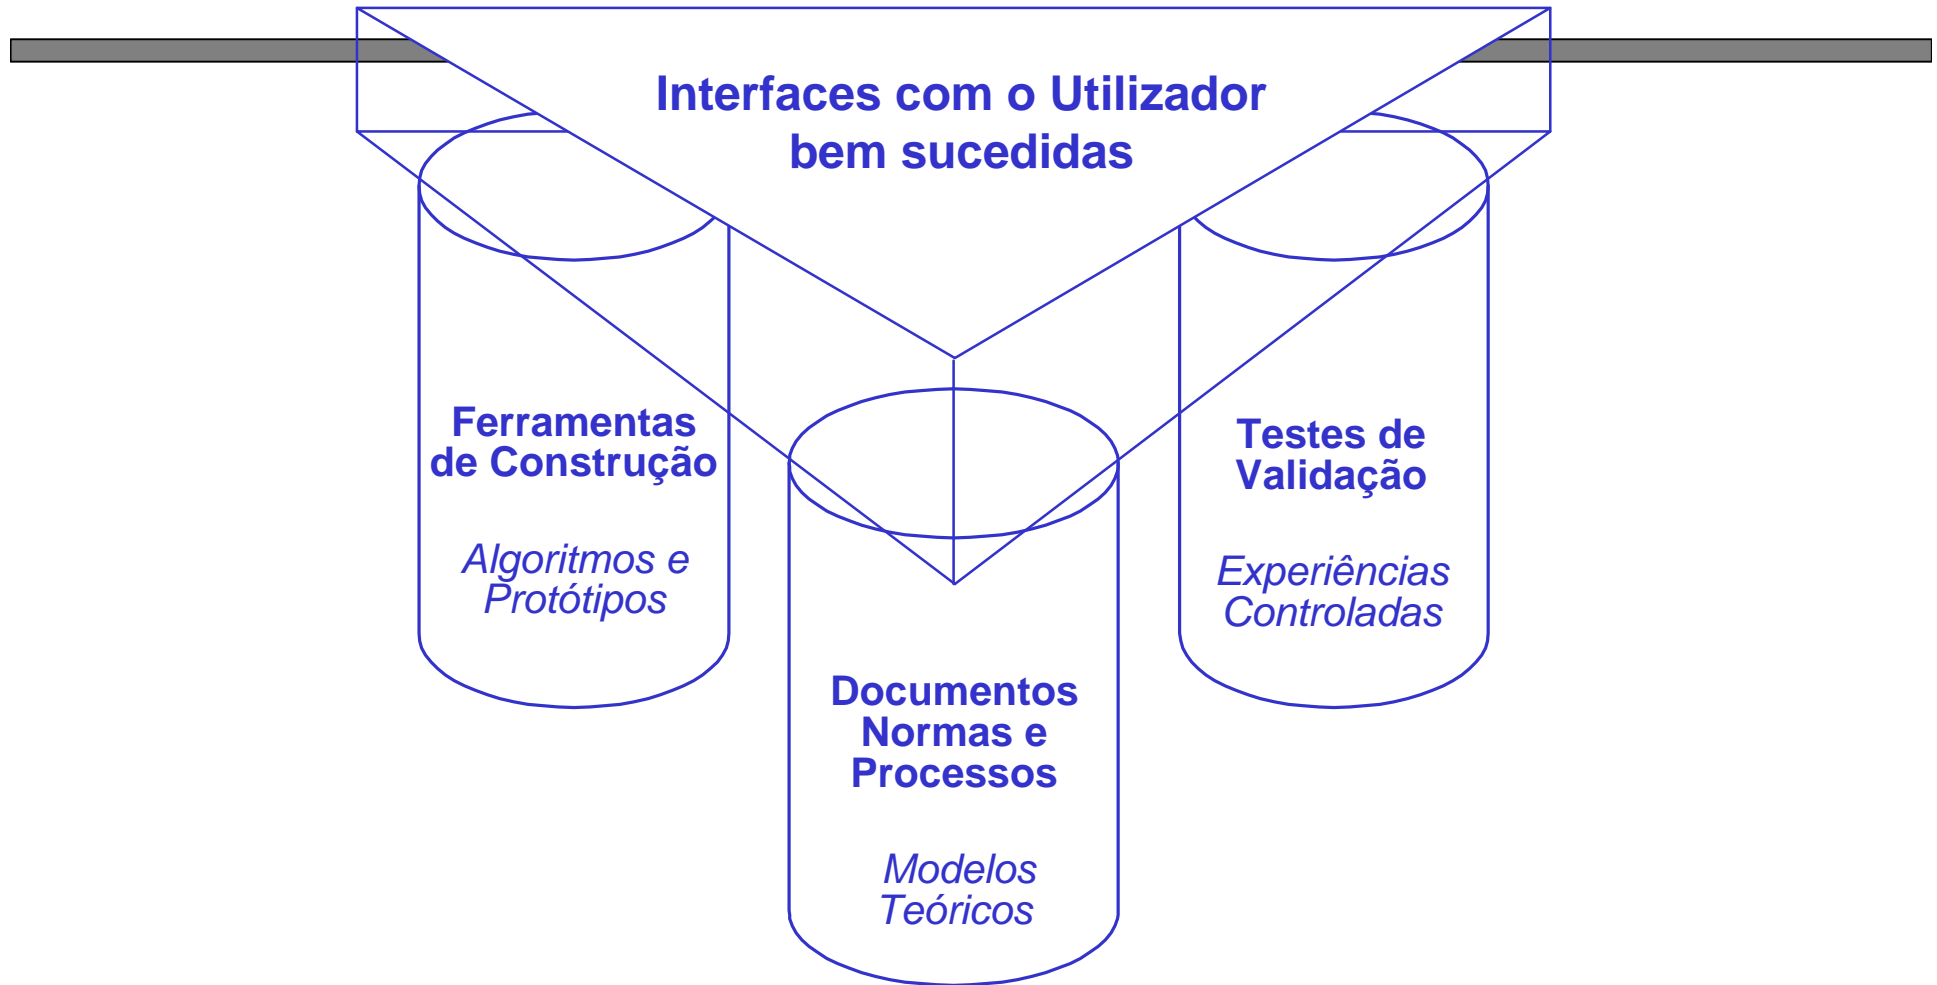 Interfaces com o Utilizador
bem sucedidas
Ferramentas
de Construção
Algoritmos e
Protótipos
Documentos
Normas e
Processos
Modelos
Teóricos
Testes de
Validação
Experiências
Controladas